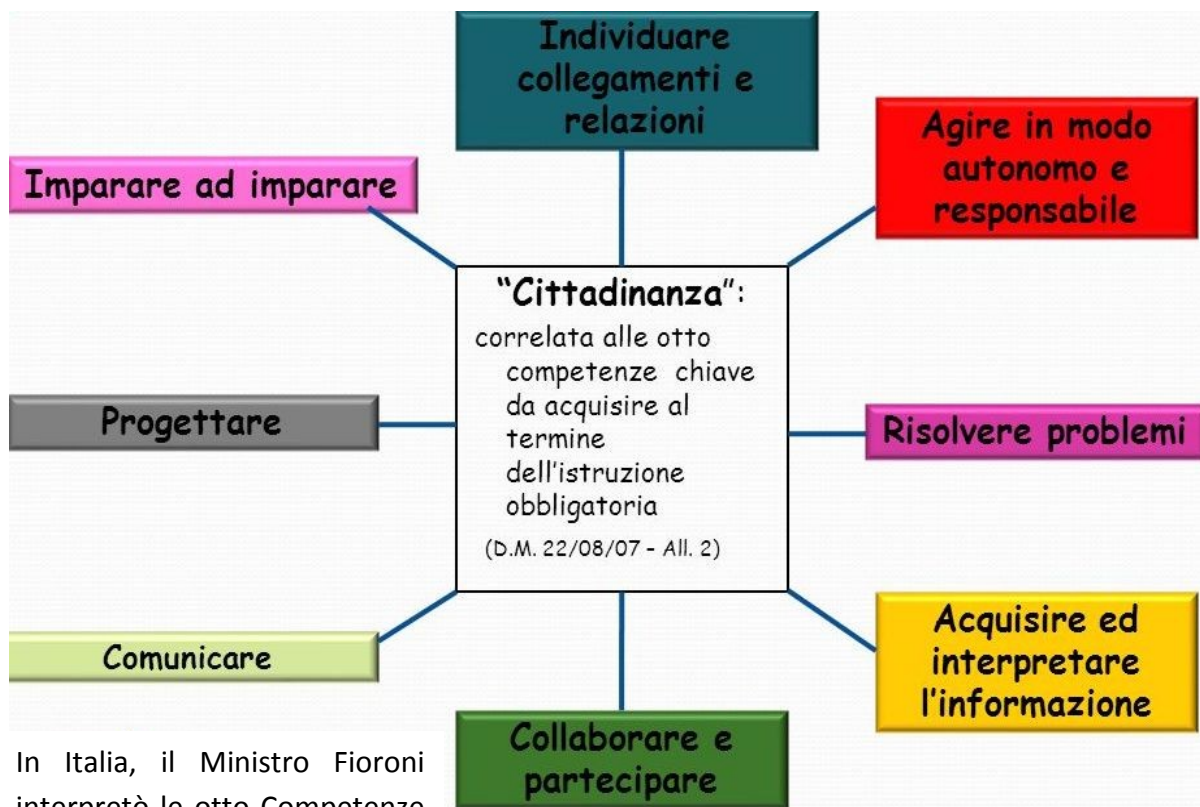 Individuare
collegamenti e
relazioni
Agire in modo
autonomo e
responsabile
Imparare ad imparare
“Cittadinanza”:
correlata alle otto
competenze chiave
da acquisire al
termine
dell’istruzione
obbligatoria
(D.M. 22/08/07 – All. 2)
Progettare
Risolvere problemi
Comunicare
Acquisire ed
interpretare
l’informazione
Collaborare e
partecipare
In Italia, il Ministro Fioroni
interpretò le otto Competenze